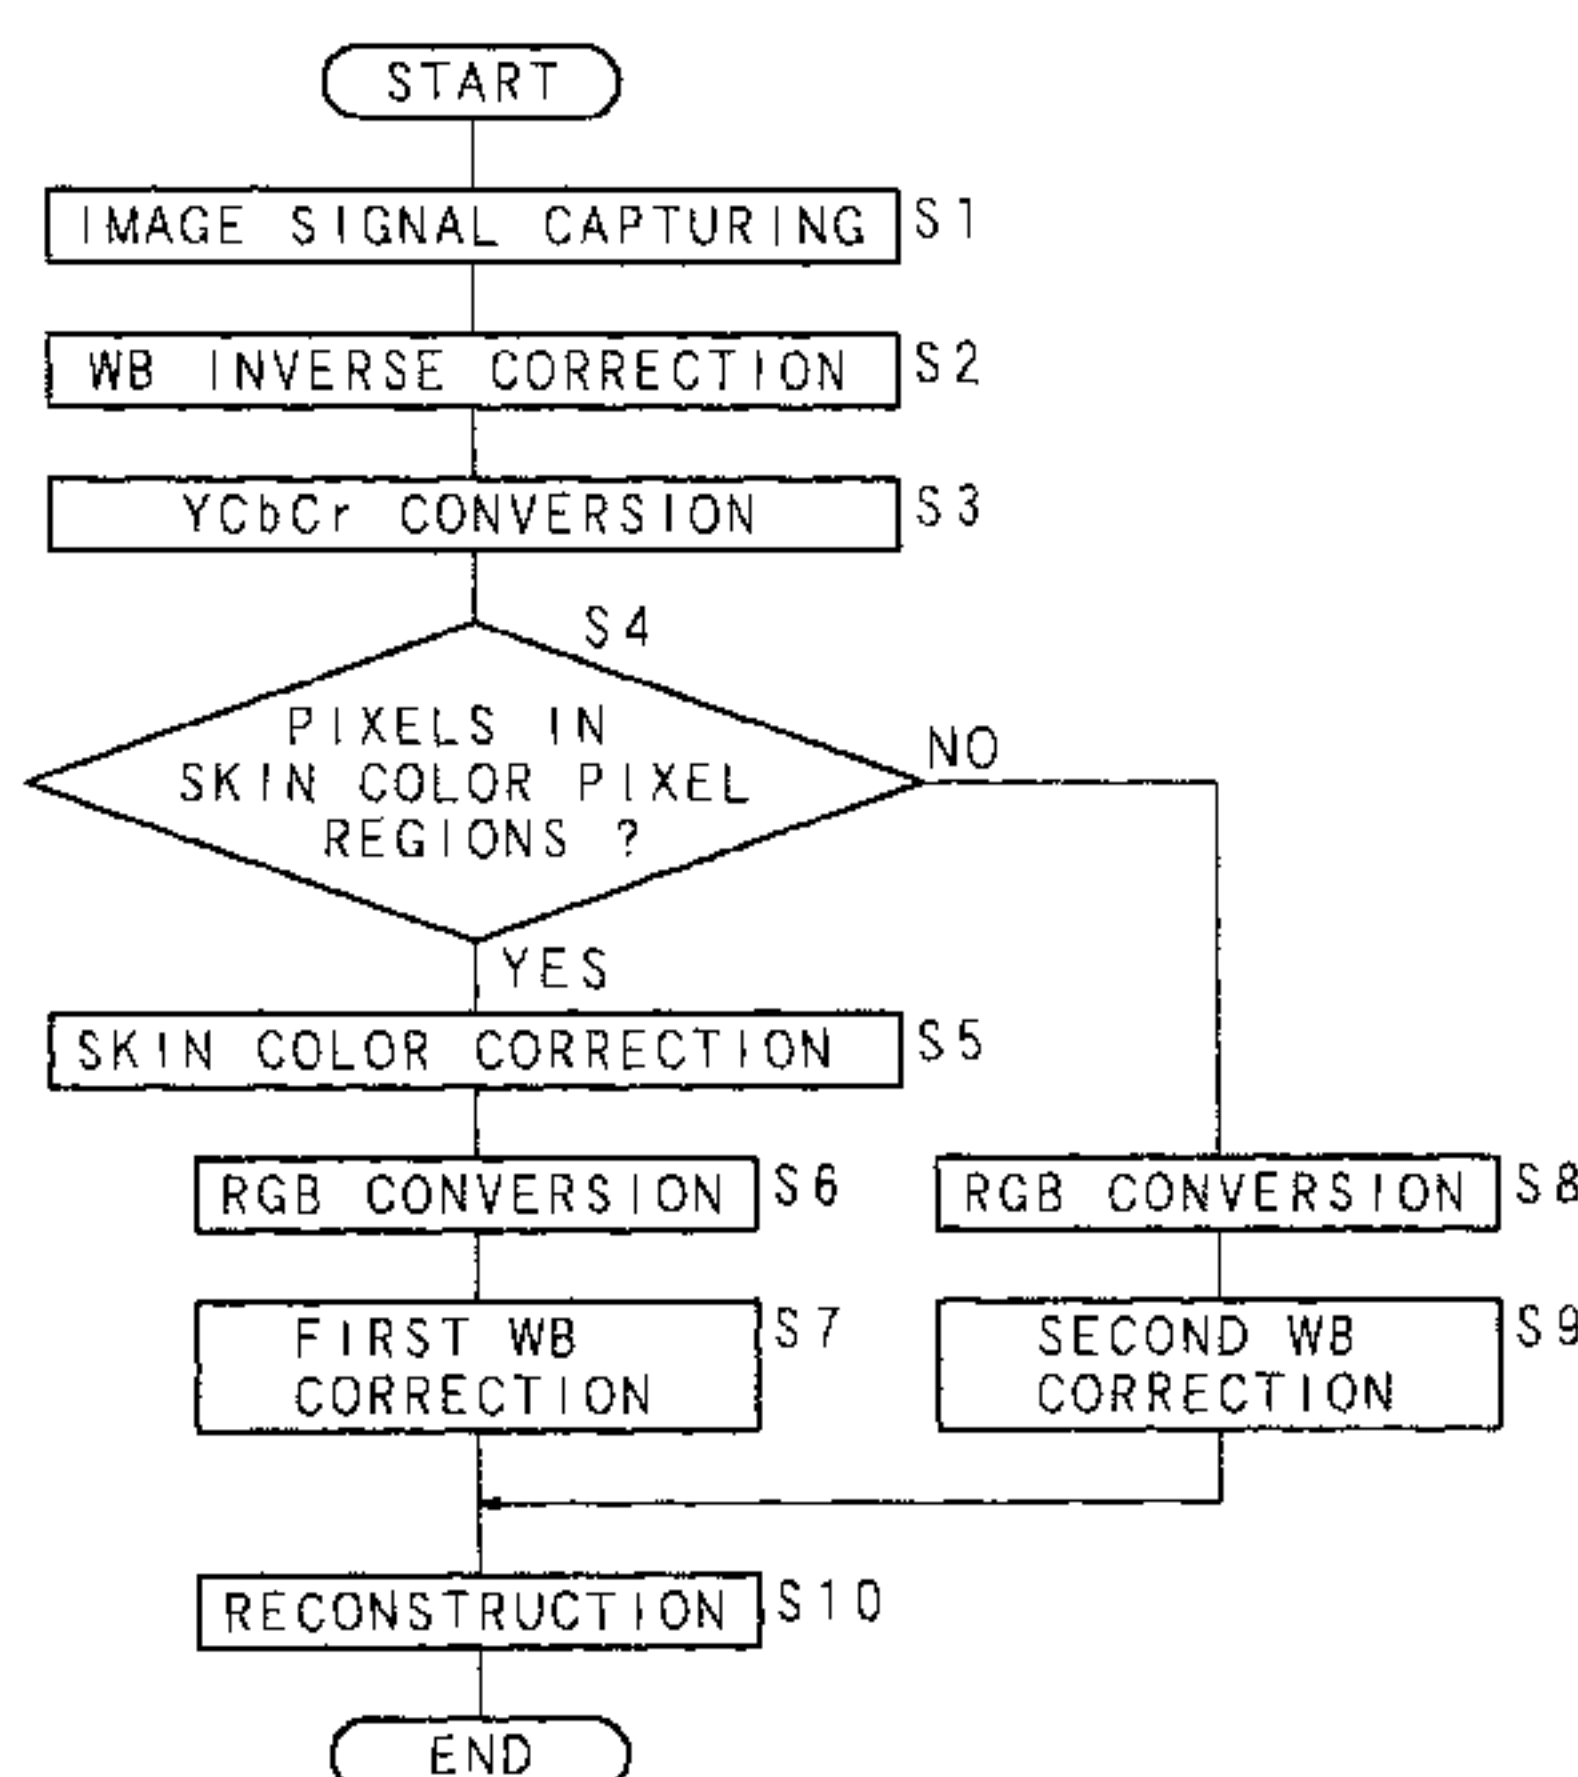 START
IMAGE SIGNAL CAPTURING S1
WB INVERSE CORRECTION S2
YCbCr CONVERSION S3
S4
PIXELS IN
SKIN COLOR PIXEL
REGIONS ?
NO
YES
SKIN COLOR CORRECTION S5
RGB CONVERSION S6
RGB CONVERSION S8
FIRST WB
CORRECTION
S7
SECOND WB
CORRECTION
S9
RECONSTRUCTION S10
END